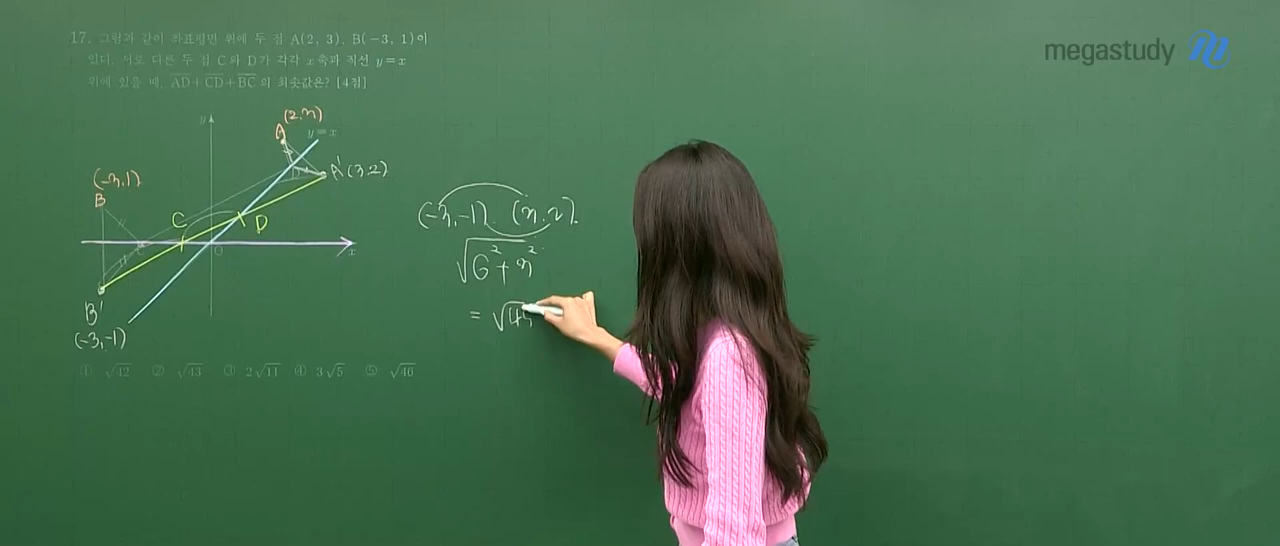 17. 그림과 같이 좌표평면 위에 두 점 A(2, 3), B(−3, 1)이
있다. 서로 다른 두 점 C와 D가 각각 x축과 직선 y=x
위에 있을 때, AD+CD+BC의 최솟값은? [4점]
megastudy
y
(2,3)
A
y=x
A'(3,2)
(-3,1)
B
C
D
O
x
B'
(-3,-1)
(-3,-1) (3,2)
√6²+3²
= √45
① √42 ② √43 ③ 2√11 ④ 3√5 ⑤ √46